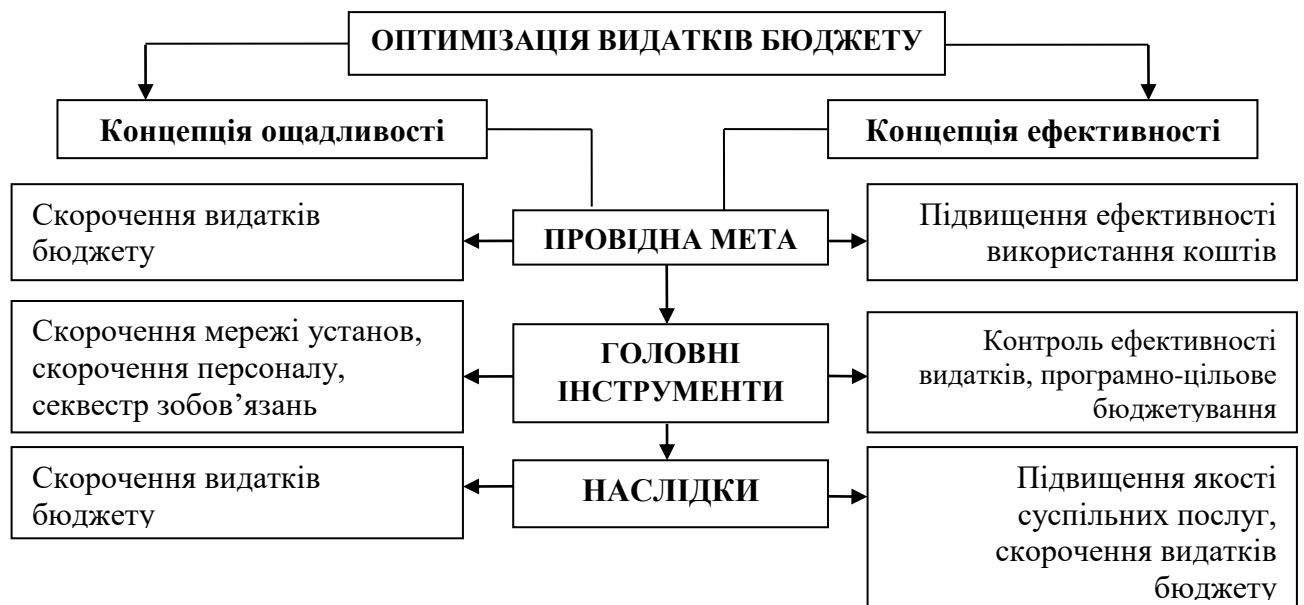 ОПТИМІЗАЦІЯ ВИДАТКІВ БЮДЖЕТУ
Концепція ощадливості
Концепція ефективності
Скорочення видатків
бюджету
ПРОВІДНА МЕТА
Підвищення ефективності
використання коштів
Скорочення мережі установ,
скорочення персоналу,
секвестр зобов’язань
ГОЛОВНІ
ІНСТРУМЕНТИ
Контроль ефективності
видатків, програмно-цільове
бюджетування
Скорочення видатків
бюджету
НАСЛІДКИ
Підвищення якості
суспільних послуг,
скорочення видатків
бюджету